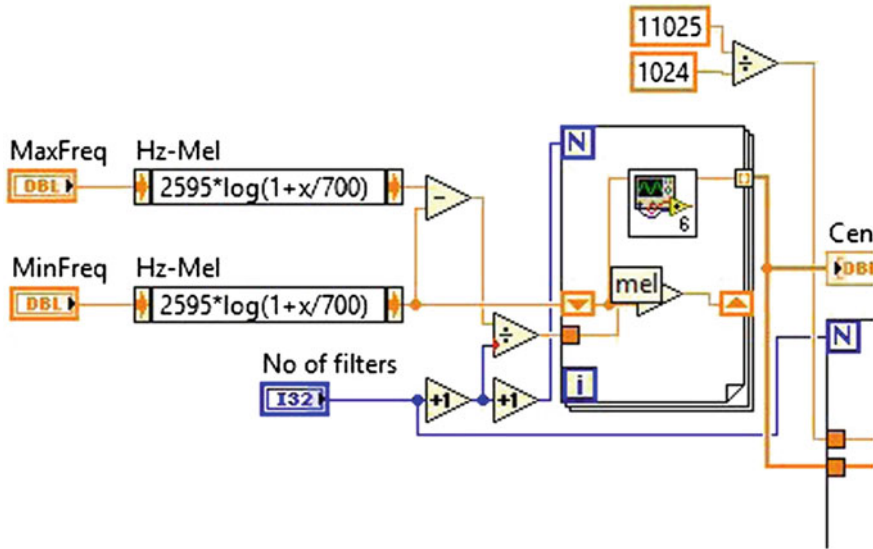 11025
1024
÷
MaxFreq Hz-Mel
DBL 2595*log(1+x/700)
−
N
6
Cen
DBL
MinFreq Hz-Mel
DBL 2595*log(1+x/700)
mel
÷
N
No of filters
I32 +1 +1
i